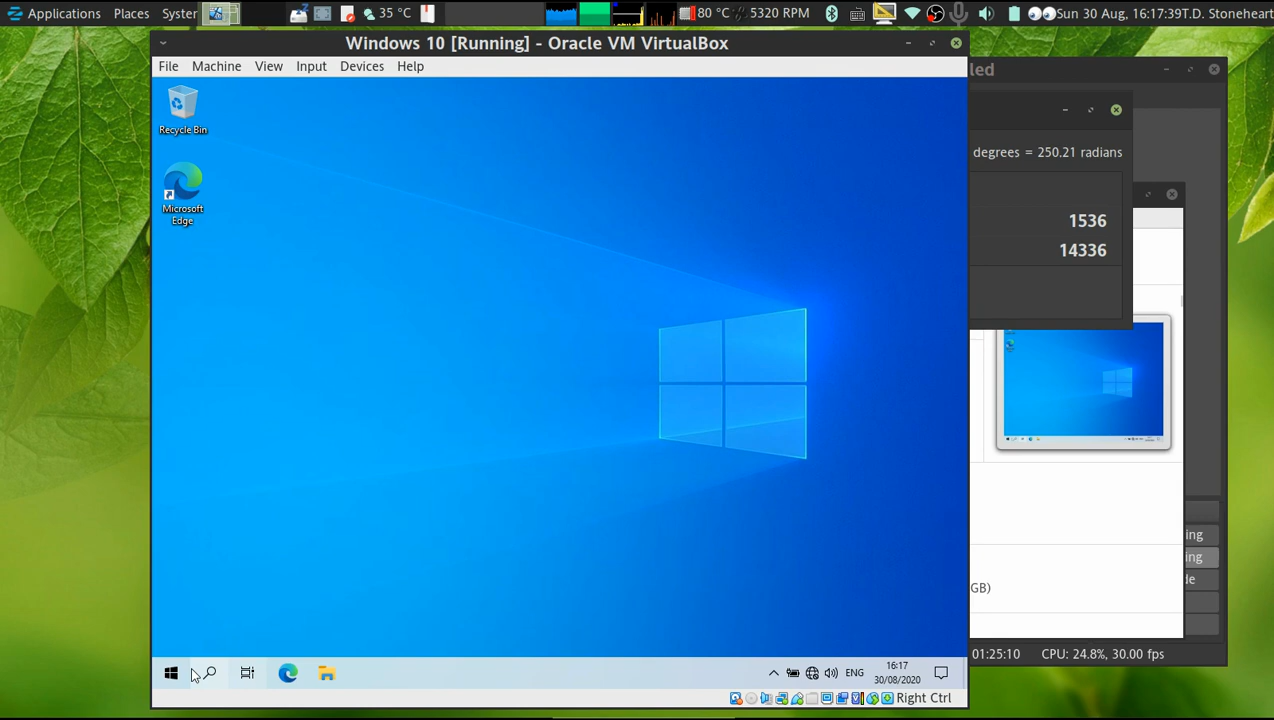 Applications Places Syster 35 °C 80 °C 5320 RPM Sun 30 Aug, 16:17:39 T.D. Stoneheart
Windows 10 [Running] - Oracle VM VirtualBox
led
File Machine View Input Devices Help
Recycle Bin
Microsoft
Edge
degrees = 250.21 radians
1536
14336
ing
ing
de
GB)
01:25:10 CPU: 24.8%, 30.00 fps
ENG
16:17
30/08/2020
Right Ctrl